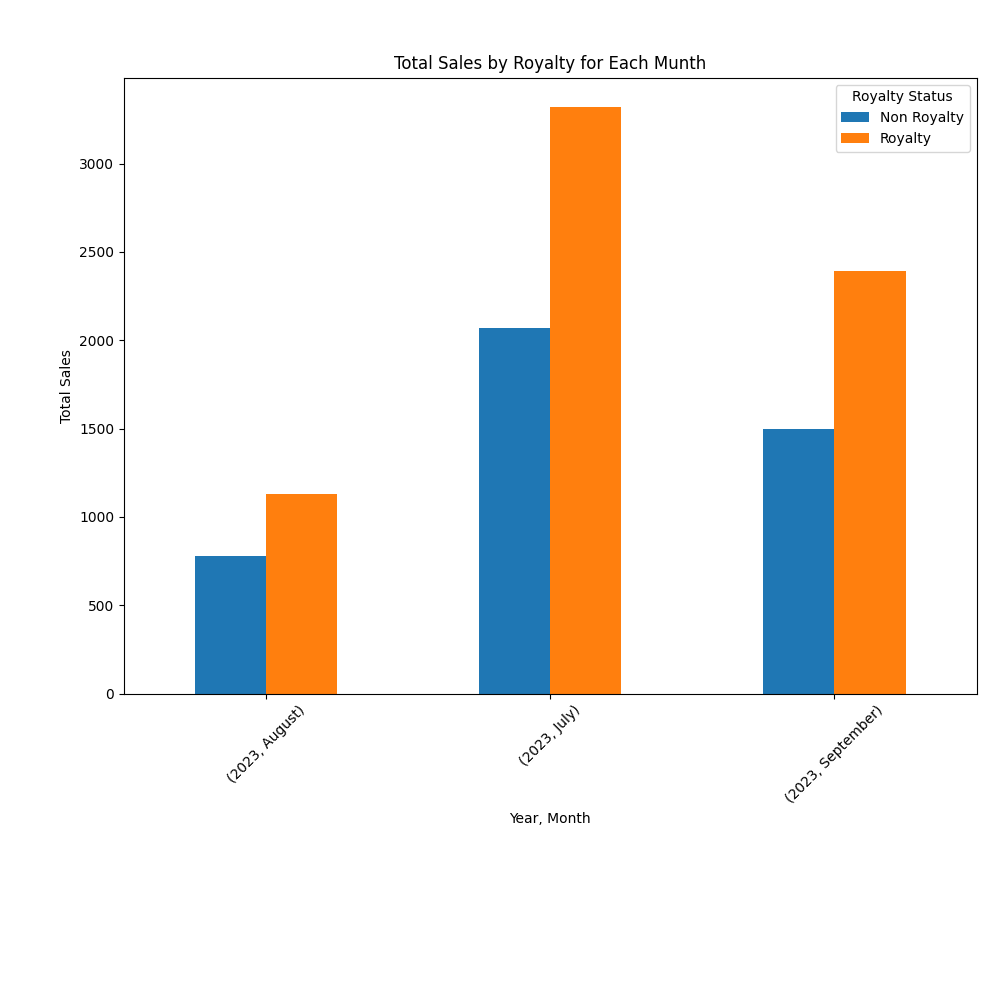 Total Sales by Royalty for Each Munth
Royalty Status
Non Royalty
Royalty
3000
2500
2000
1500
1000
500
0
Total Sales
(2023, August)
(2023, July)
(2023, September)
Year, Month